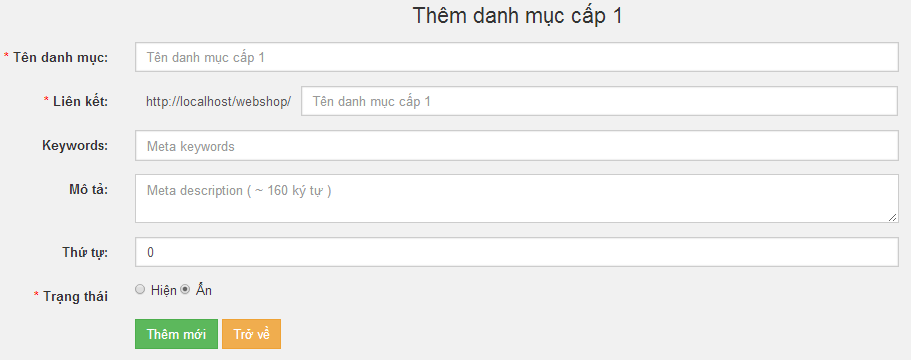 Thêm danh mục cấp 1
* Tên danh mục: Tên danh mục cấp 1
* Liên kết: http://localhost/webshop/ Tên danh mục cấp 1
Keywords: Meta keywords
Mô tả: Meta description ( ~ 160 ký tự )
Thứ tự: 0
* Trạng thái Hiện Ẩn
Thêm mới Trở về